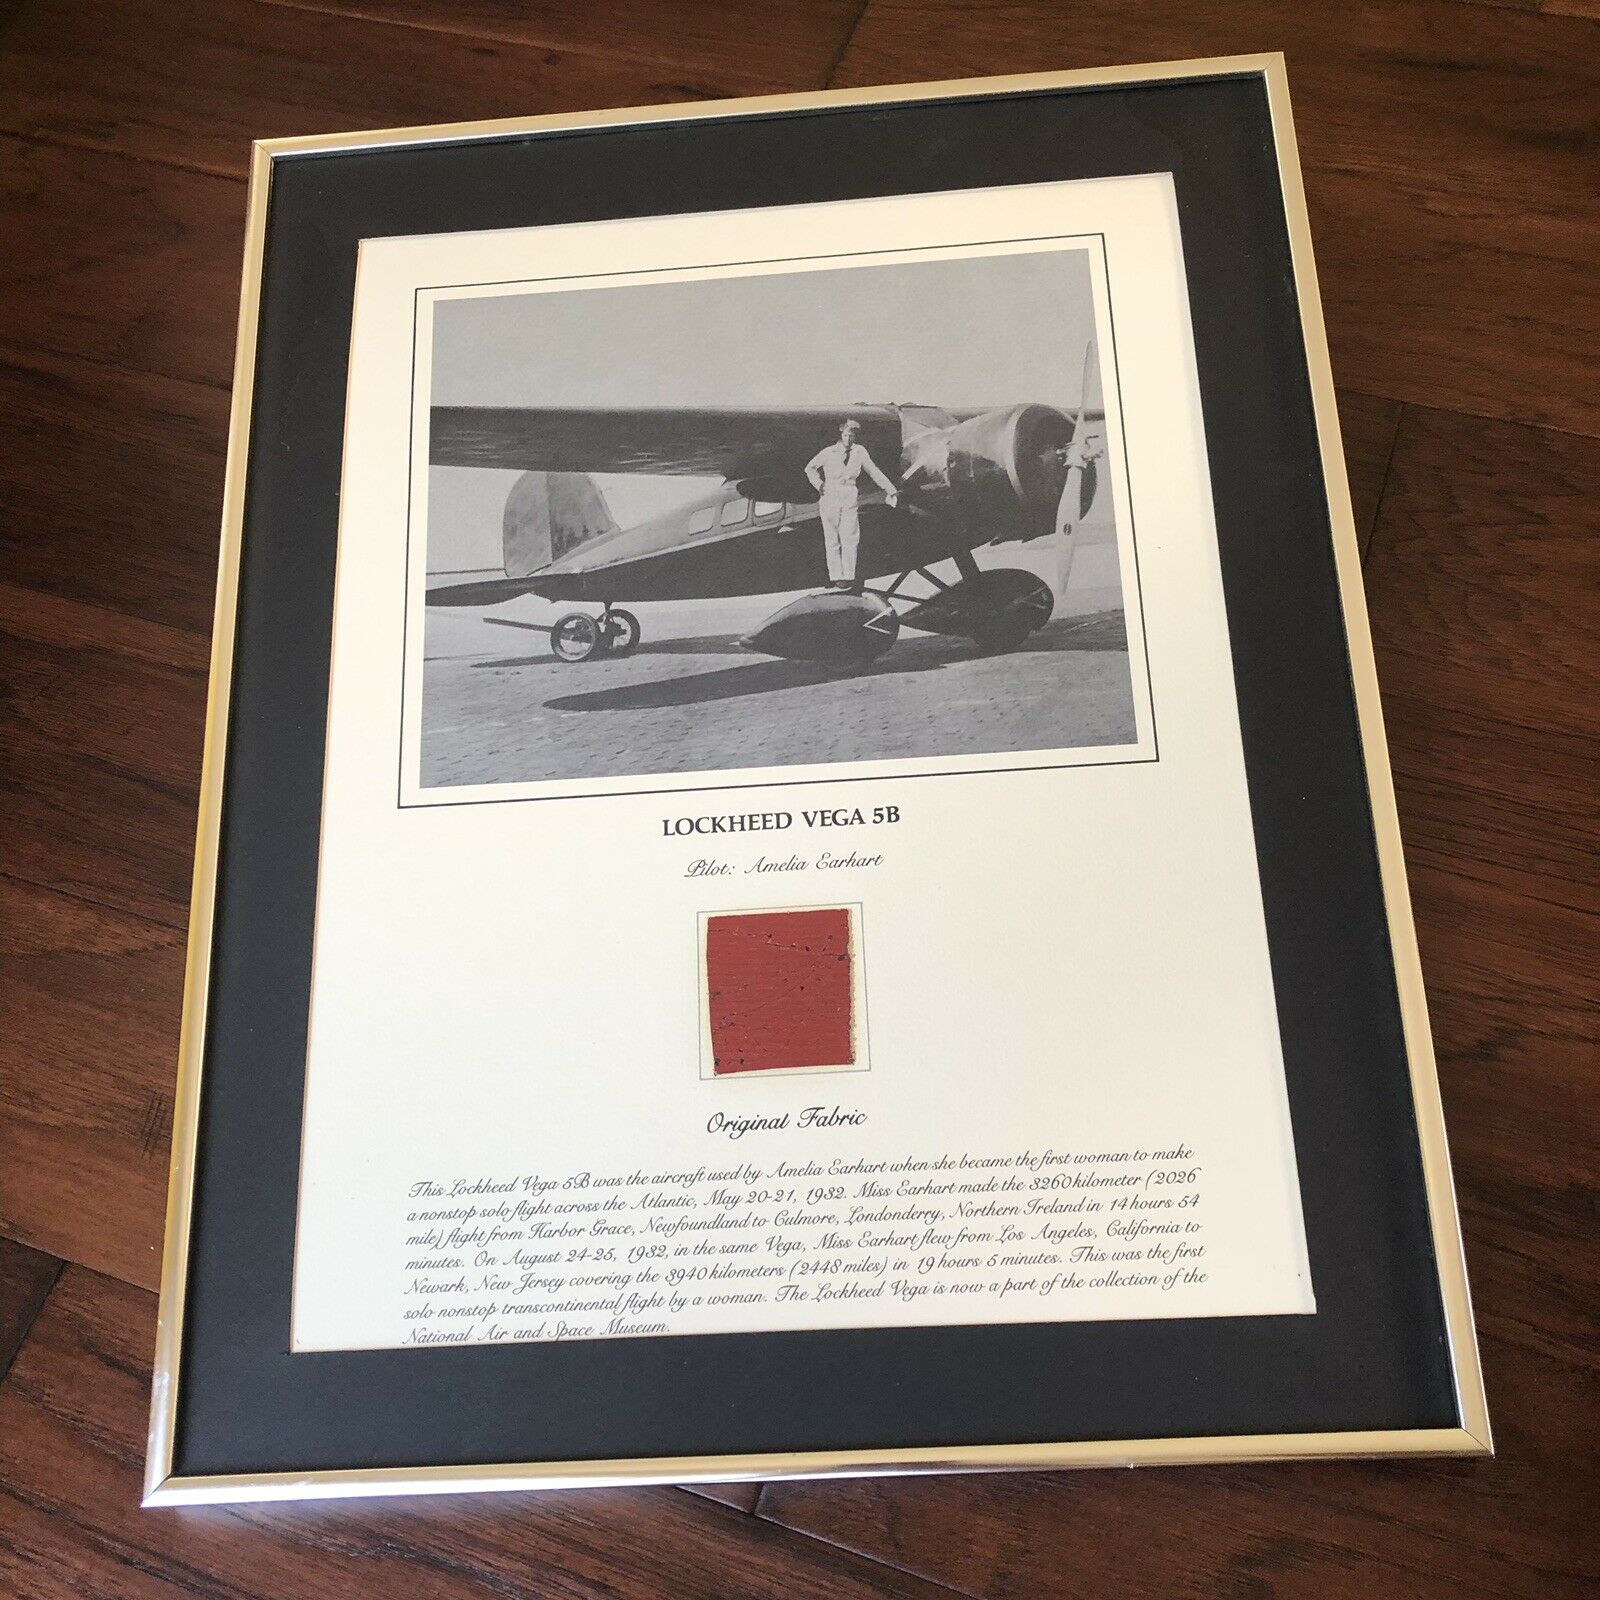 LOCKHEED VEGA 5B
Pilot: Amelia Earhart
Original Fabric
This Lockheed Vega 5B was the aircraft used by Amelia Earhart when she became the first woman to make
a nonstop solo flight across the Atlantic, May 20-21, 1932. Miss Earhart made the 3260 kilometer (2026
mile) flight from Harbor Grace, Newfoundland to Culmore, Londonderry, Northern Ireland in 14 hours 54
minutes. On August 24-25, 1932, in the same Vega, Miss Earhart flew from Los Angeles, California to
Newark, New Jersey covering the 3940 kilometers (2448 miles) in 19 hours 5 minutes. This was the first
solo nonstop transcontinental flight by a woman. The Lockheed Vega is now a part of the collection of the
National Air and Space Museum.